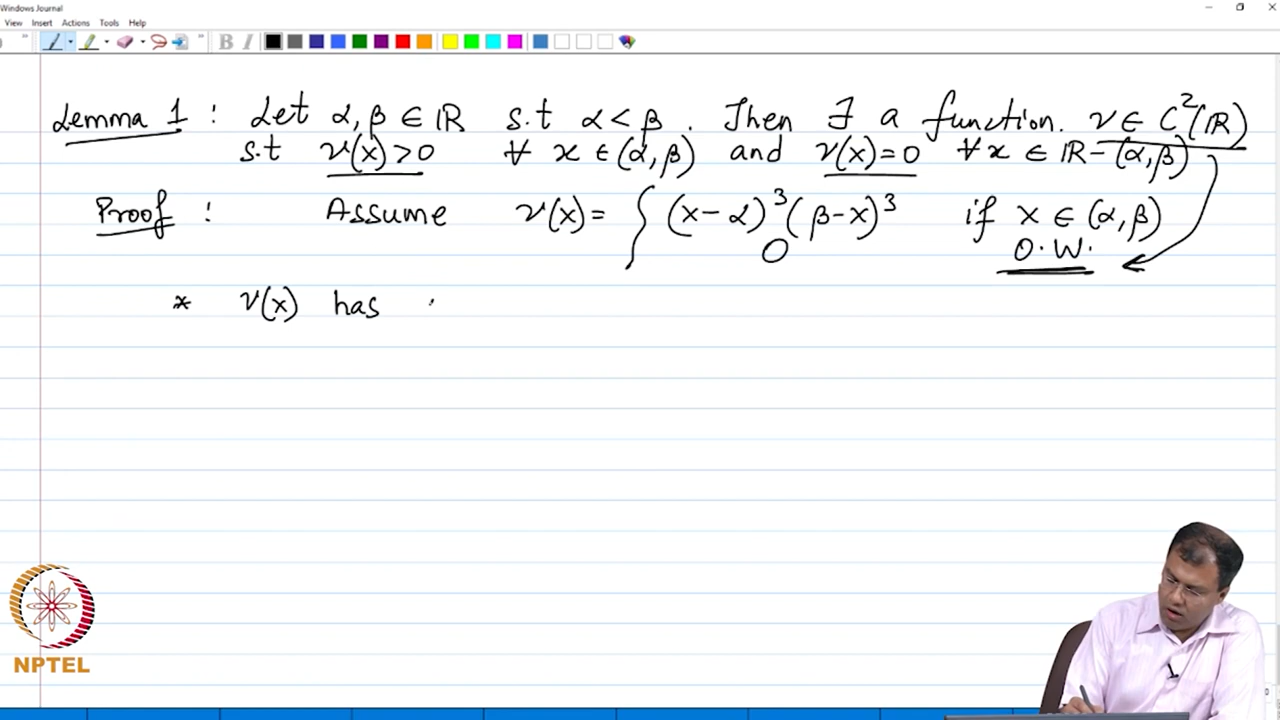 Windows Journal
View Insert Actions Tools Help
Lemma 1 : Let α, β ∈ ℝ s.t α < β . Then ∃ a function. ν ∈ C²(ℝ)
s.t ν(x) > 0 ∀ x ∈ (α, β) and ν(x) = 0 ∀ x ∈ ℝ - (α, β)
Proof : Assume ν(x) = { (x - α)³ (β - x)³ if x ∈ (α, β)
0 O.W.
* ν(x) has
NPTEL